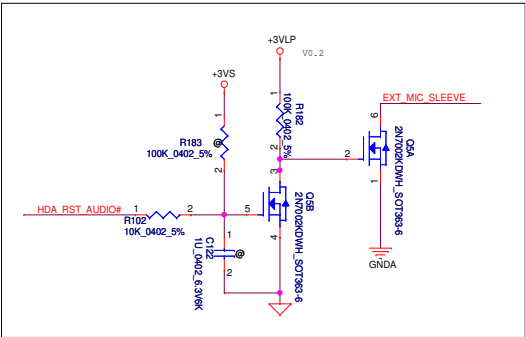 +3VLP
V0.2
+3VS
1
1
R182
100K_0402_5%
2
R183
@
100K_0402_5%
2
EXT_MIC_SLEEVE
6
2
Q5A
2N7002KDWH_SOT363-6
1
GNDA
3
HDA_RST_AUDIO#
1
2
R102
10K_0402_5%
5
Q5B
2N7002KDWH_SOT363-6
4
1
C122
@
1U_0402_6.3V6K
2